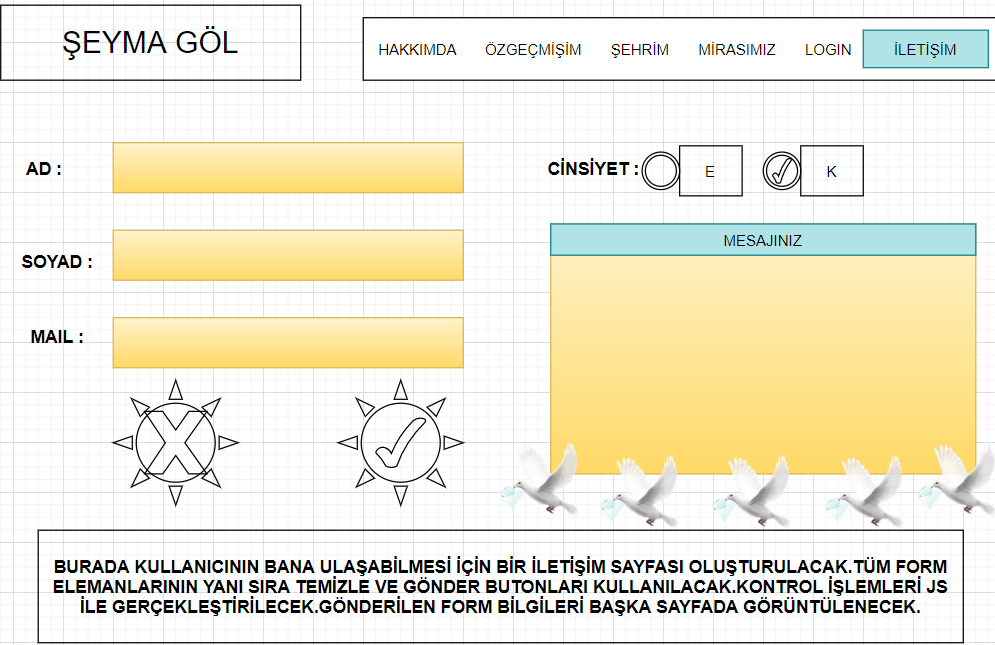 ŞEYMA GÖL
HAKKIMDA ÖZGEÇMİŞİM ŞEHRİM MİRASIMIZ LOGIN İLETİŞİM
AD :
CİNSİYET : E K
MESAJINIZ
SOYAD :
MAIL :
X
BURADA KULLANICININ BANA ULAŞABİLMESİ İÇİN BİR İLETİŞİM SAYFASI OLUŞTURULACAK.TÜM FORM
ELEMANLARININ YANI SIRA TEMİZLE VE GÖNDER BUTONLARI KULLANILACAK.KONTROL İŞLEMLERİ JS
İLE GERÇEKLEŞTİRİLECEK.GÖNDERİLEN FORM BİLGİLERİ BAŞKA SAYFADA GÖRÜNTÜLENECEK.